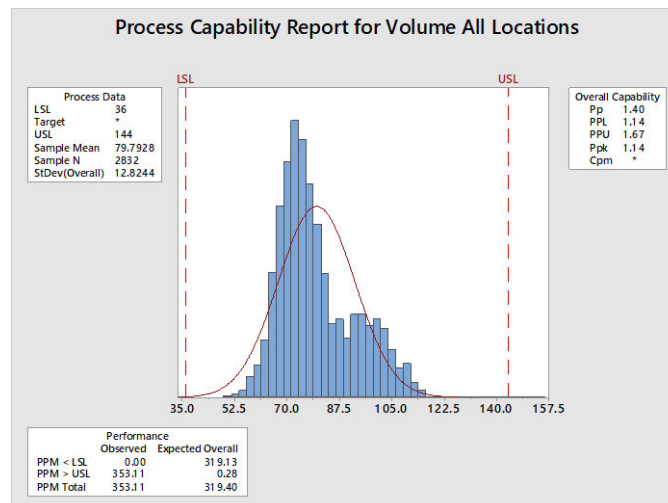 Process Capability Report for Volume All Locations
LSL
USL
Process Data
LSL 36
Target *
USL 144
Sample Mean 79.7928
Sample N 2832
StDev(Overall) 12.8244
Overall Capability
Pp 1.40
PPL 1.14
PPU 1.67
Ppk 1.14
Cpm *
35.0 52.5 70.0 87.5 105.0 122.5 140.0 157.5
Performance
Observed Expected Overall
PPM < LSL 0.00 319.13
PPM > USL 353.11 0.28
PPM Total 353.11 319.40